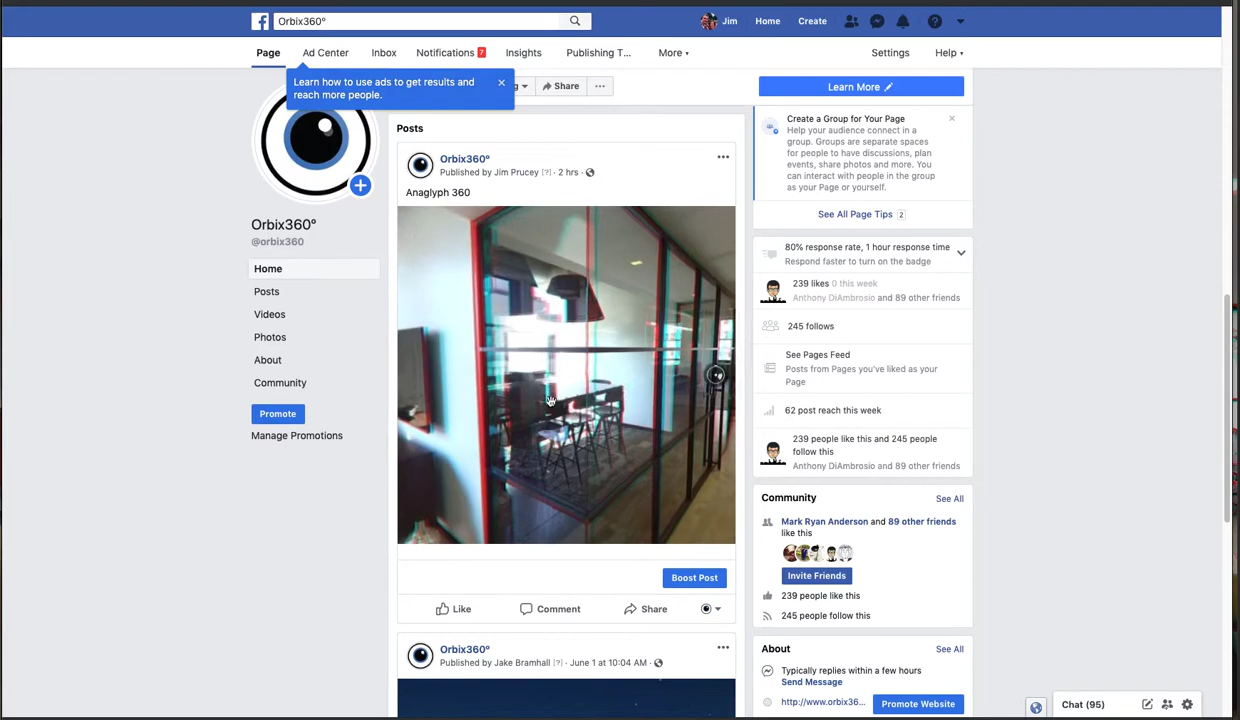 Orbix360°
Jim
Home
Create
Page
Ad Center
Inbox
Notifications 7
Insights
Publishing T...
More
Settings
Help
Learn how to use ads to get results and
reach more people.
Share
Learn More
Orbix360°
@orbix360
Home
Posts
Videos
Photos
About
Community
Promote
Manage Promotions
Posts
Orbix360°
Published by Jim Prucey [?] · 2 hrs ·
Anaglyph 360
Boost Post
Like
Comment
Share
Orbix360°
Published by Jake Bramhall [?] · June 1 at 10:04 AM ·
Create a Group for Your Page
Help your audience connect in a
group. Groups are separate spaces
for people to have discussions, plan
events, share photos and more. You
can interact with people in the group
as your Page or yourself.
See All Page Tips 2
80% response rate, 1 hour response time
Respond faster to turn on the badge
239 likes 0 this week
Anthony DiAmbrosio and 89 other friends
245 follows
See Pages Feed
Posts from Pages you've liked as your
Page
62 post reach this week
239 people like this and 245 people
follow this
Anthony DiAmbrosio and 89 other friends
Community
See All
Mark Ryan Anderson and 89 other friends
like this
Invite Friends
239 people like this
245 people follow this
About
See All
Typically replies within a few hours
Send Message
http://www.orbix36...
Promote Website
Chat (95)